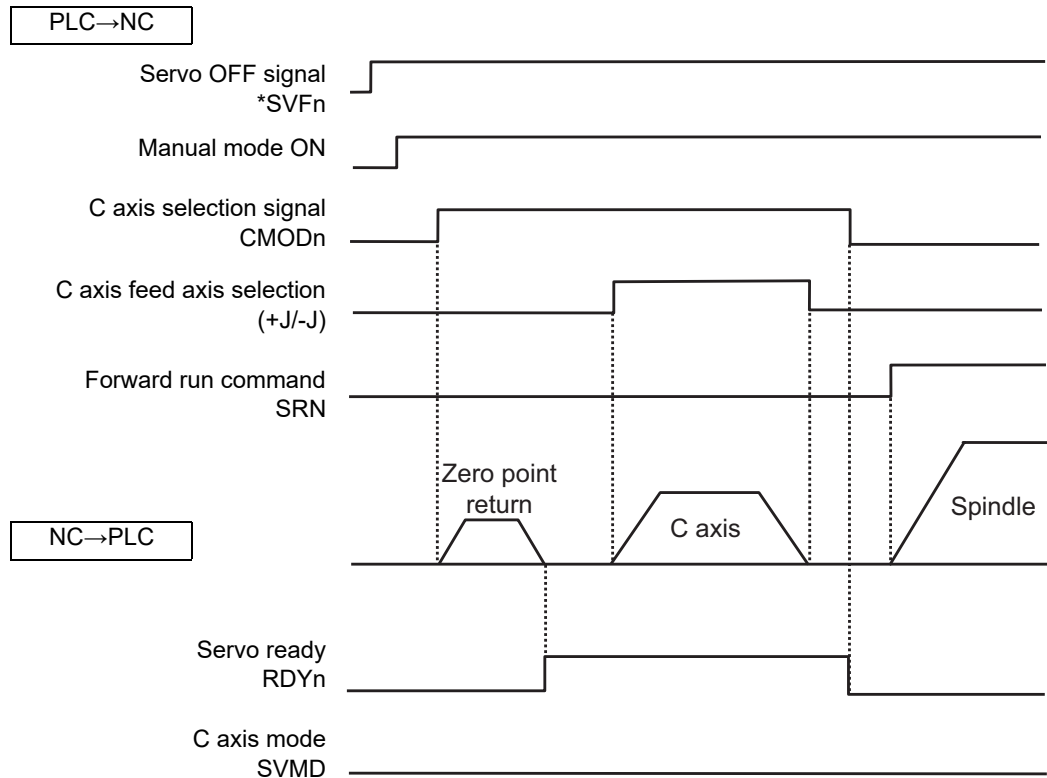 PLC→NC
Servo OFF signal
*SVFn
Manual mode ON
C axis selection signal
CMODn
C axis feed axis selection
(+J/-J)
Forward run command
SRN
Zero point
return
C axis
Spindle
NC→PLC
Servo ready
RDYn
C axis mode
SVMD